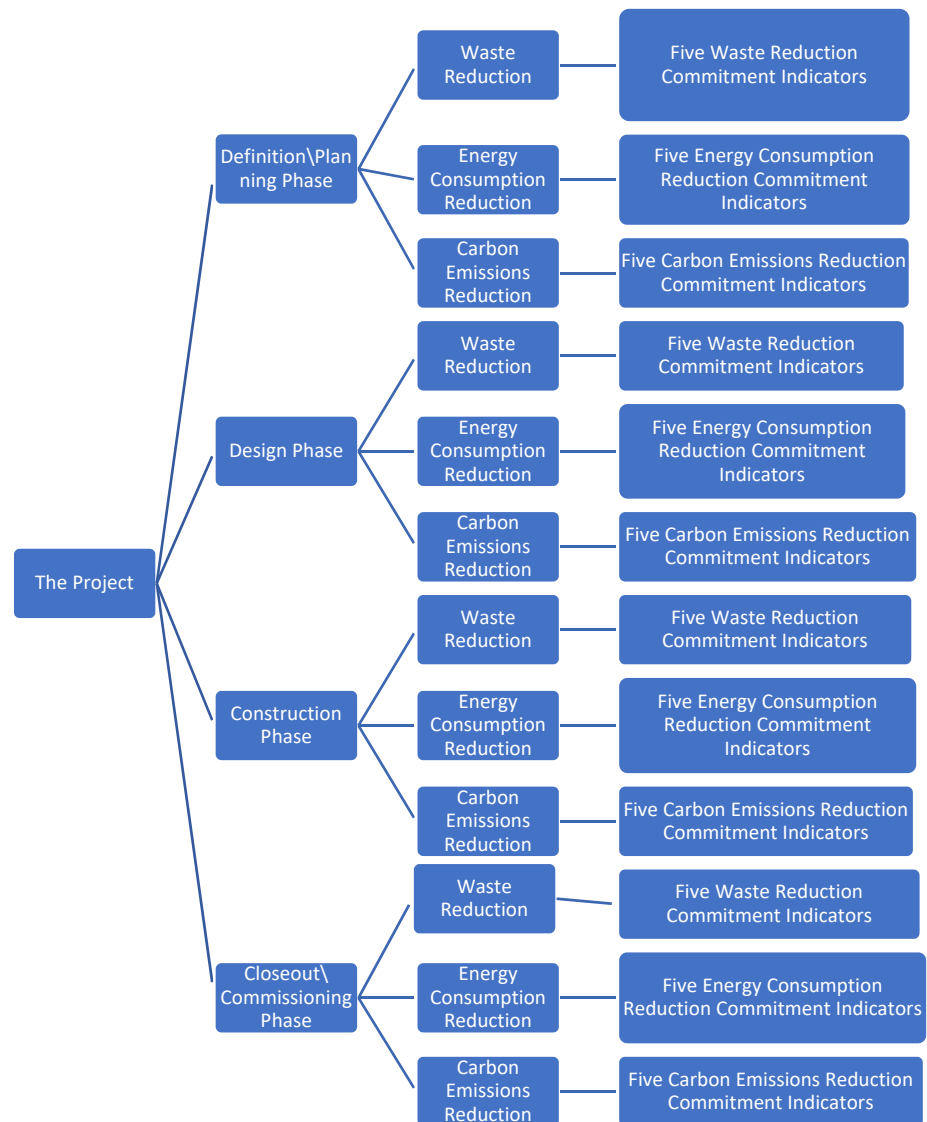 The Project
Definition\Plan
ning Phase
Waste
Reduction
Five Waste Reduction
Commitment Indicators
Energy
Consumption
Reduction
Five Energy Consumption
Reduction Commitment
Indicators
Carbon
Emissions
Reduction
Five Carbon Emissions Reduction
Commitment Indicators
Design Phase
Waste
Reduction
Five Waste Reduction
Commitment Indicators
Energy
Consumption
Reduction
Five Energy Consumption
Reduction Commitment
Indicators
Carbon
Emissions
Reduction
Five Carbon Emissions Reduction
Commitment Indicators
Construction
Phase
Waste
Reduction
Five Waste Reduction
Commitment Indicators
Energy
Consumption
Reduction
Five Energy Consumption
Reduction Commitment
Indicators
Carbon
Emissions
Reduction
Five Carbon Emissions Reduction
Commitment Indicators
Closeout\
Commissioning
Phase
Waste
Reduction
Five Waste Reduction
Commitment Indicators
Energy
Consumption
Reduction
Five Energy Consumption
Reduction Commitment Indicators
Carbon
Emissions
Reduction
Five Carbon Emissions Reduction
Commitment Indicators